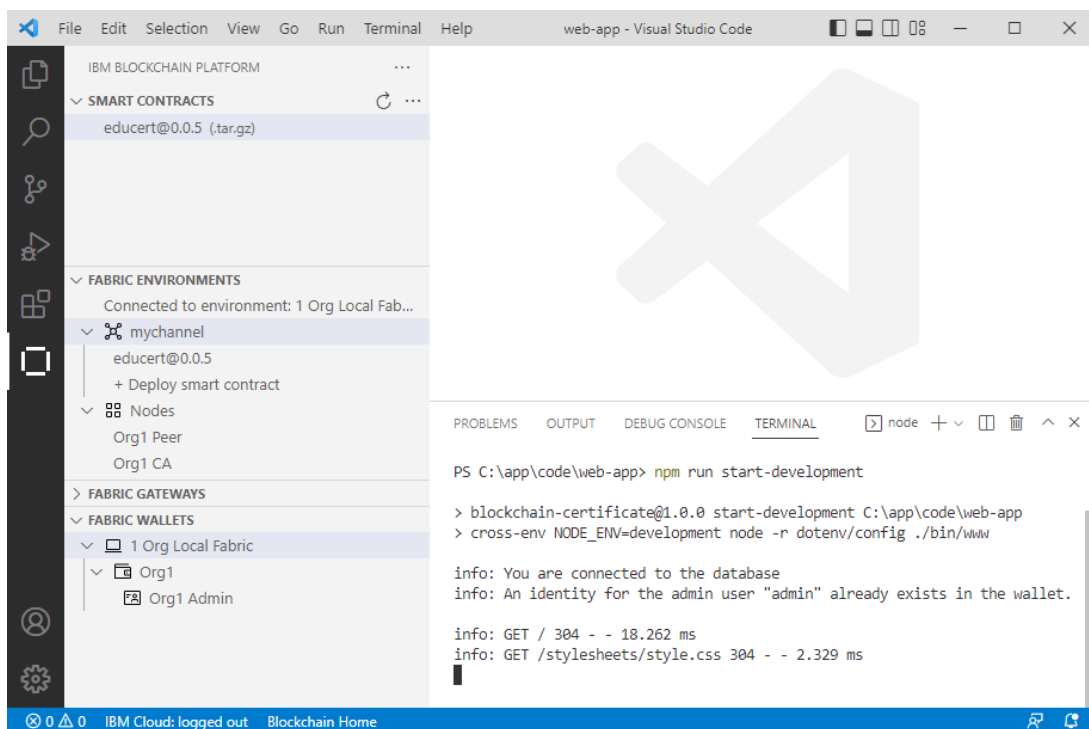 File Edit Selection View Go Run Terminal Help web-app - Visual Studio Code
IBM BLOCKCHAIN PLATFORM
SMART CONTRACTS
educert@0.0.5 (.tar.gz)
FABRIC ENVIRONMENTS
Connected to environment: 1 Org Local Fab...
mychannel
educert@0.0.5
+ Deploy smart contract
Nodes
Org1 Peer
Org1 CA
FABRIC GATEWAYS
FABRIC WALLETS
1 Org Local Fabric
Org1
Org1 Admin
PROBLEMS OUTPUT DEBUG CONSOLE TERMINAL node
PS C:\app\code\web-app> npm run start-development
> blockchain-certificate@1.0.0 start-development C:\app\code\web-app
> cross-env NODE_ENV=development node -r dotenv/config ./bin/www
info: You are connected to the database
info: An identity for the admin user "admin" already exists in the wallet.
info: GET / 304 - - 18.262 ms
info: GET /stylesheets/style.css 304 - - 2.329 ms
0 0 IBM Cloud: logged out Blockchain Home